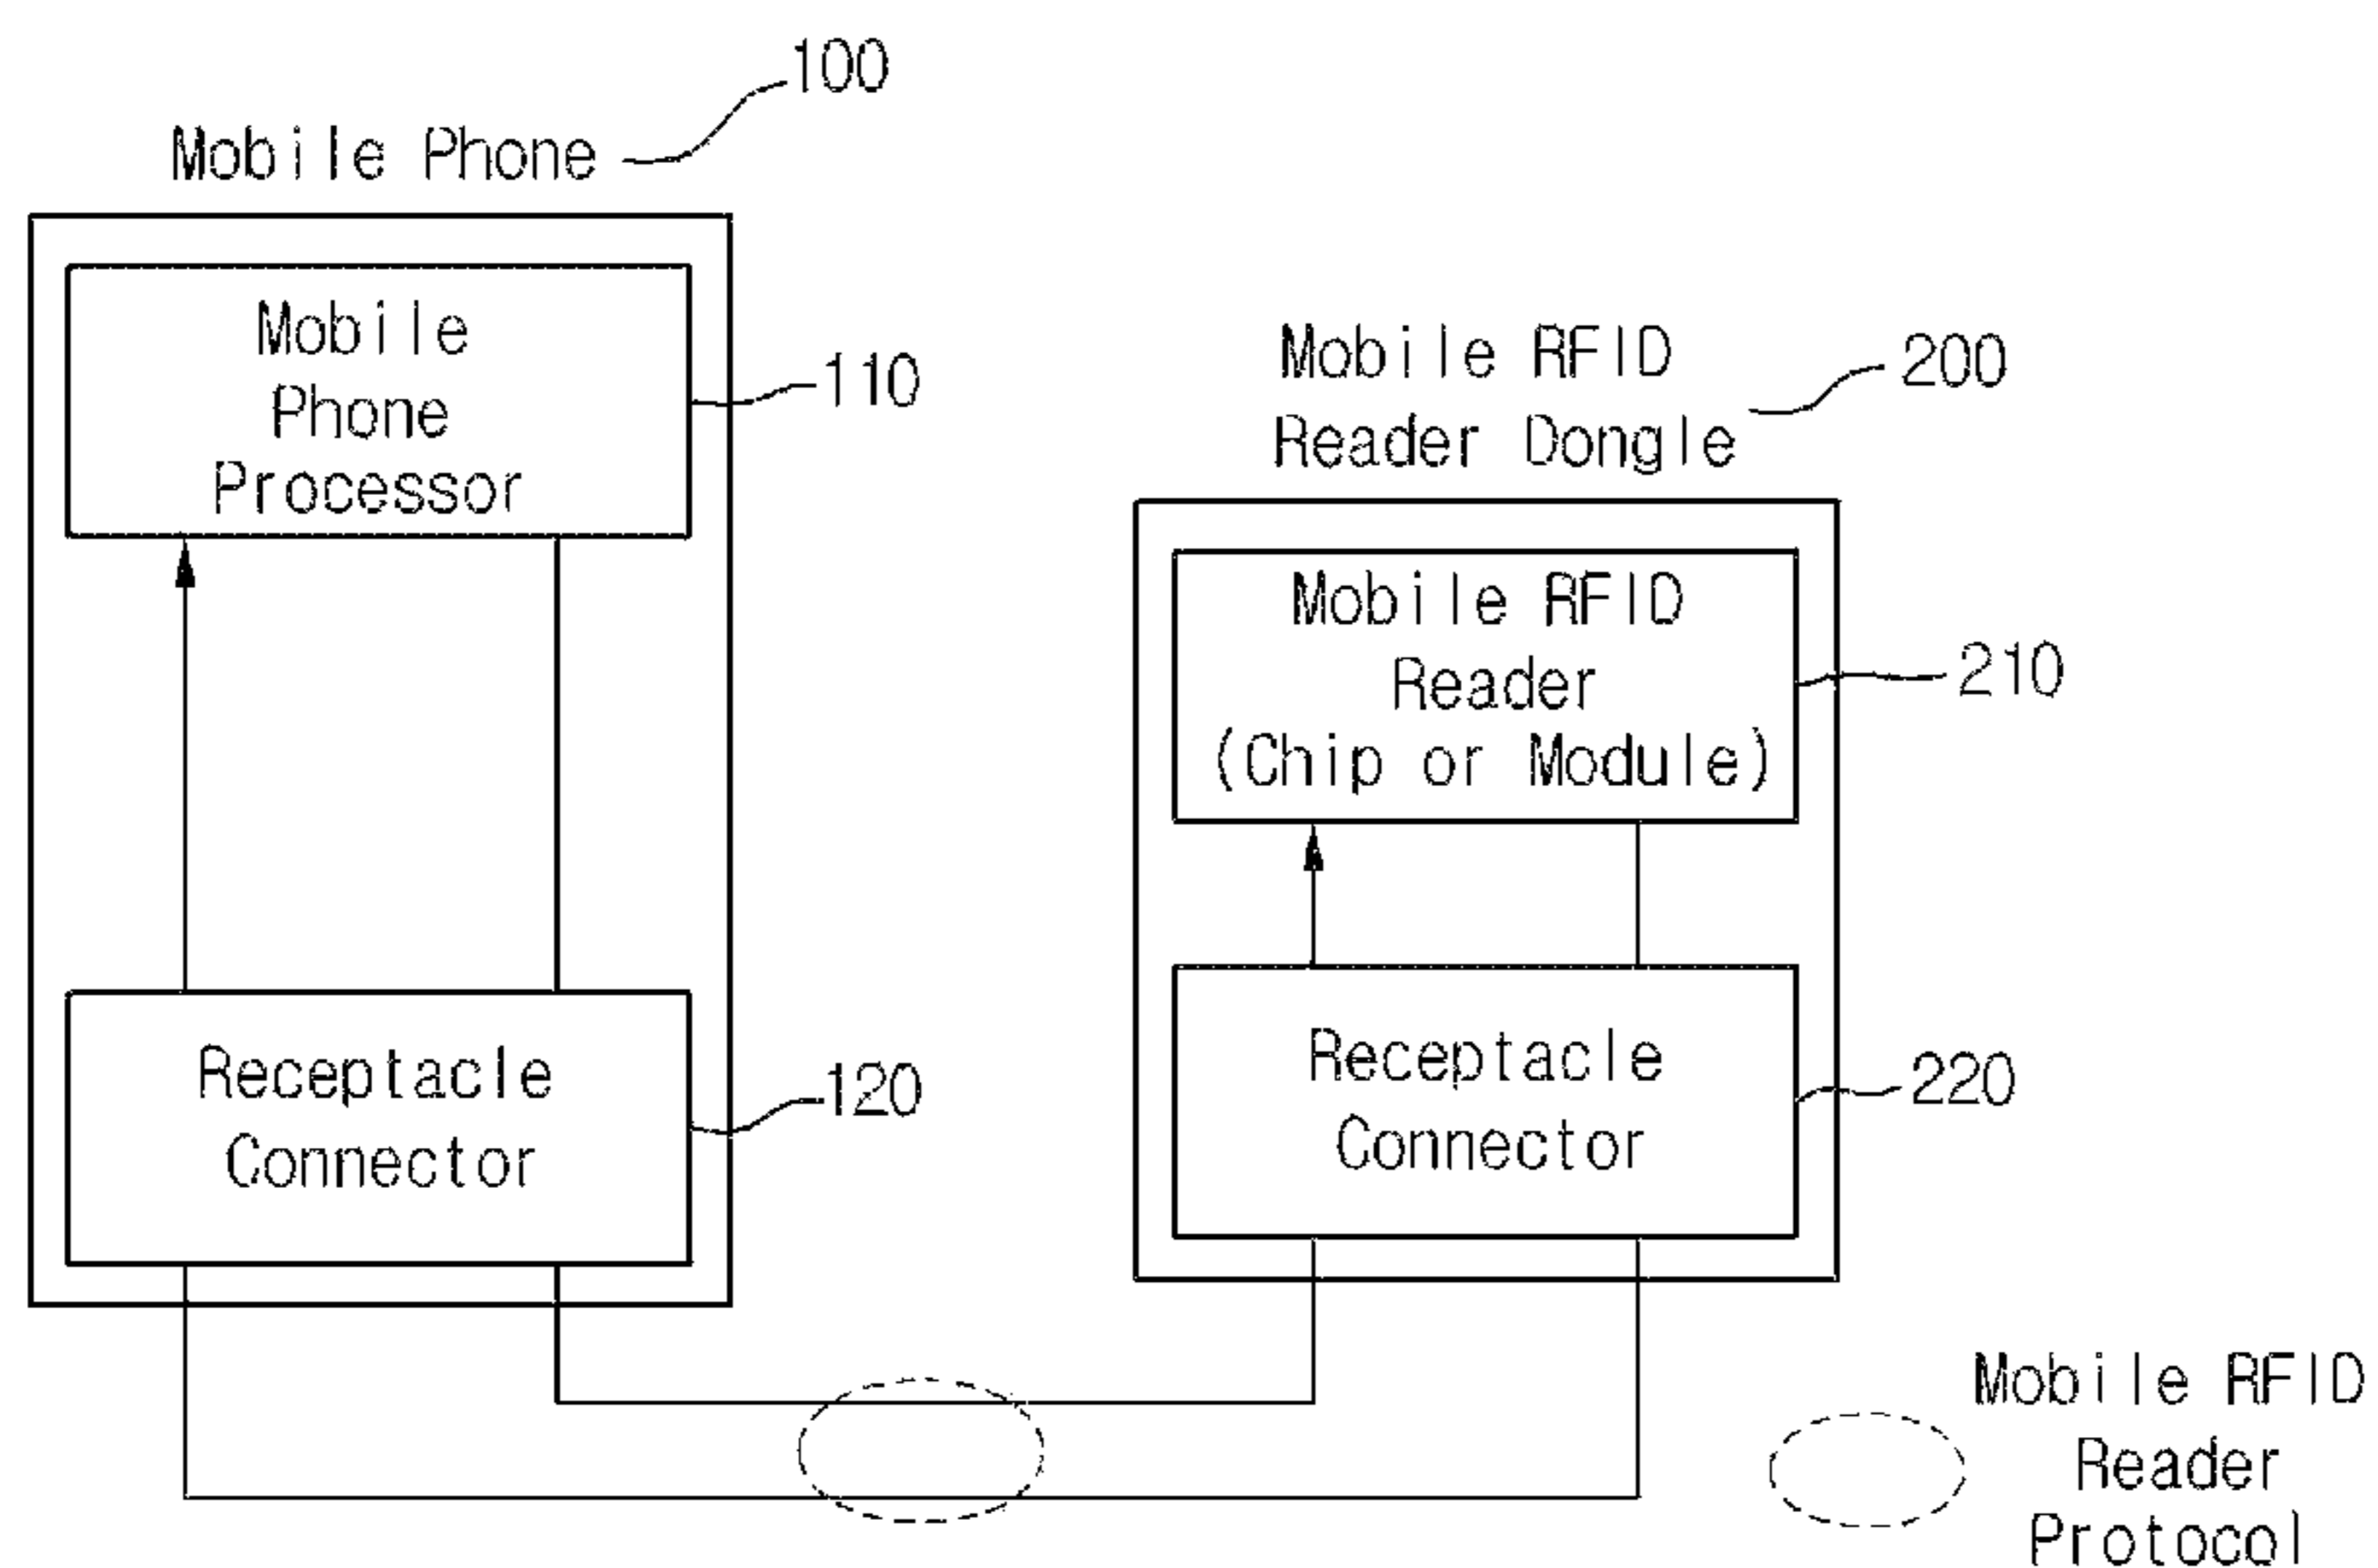 100
Mobile Phone
Mobile
Phone
Processor
110
Receptacle
Connector
120
Mobile RFID
Reader Dongle
200
Mobile RFID
Reader
(Chip or Module)
210
Receptacle
Connector
220
Mobile RFID
Reader
Protocol